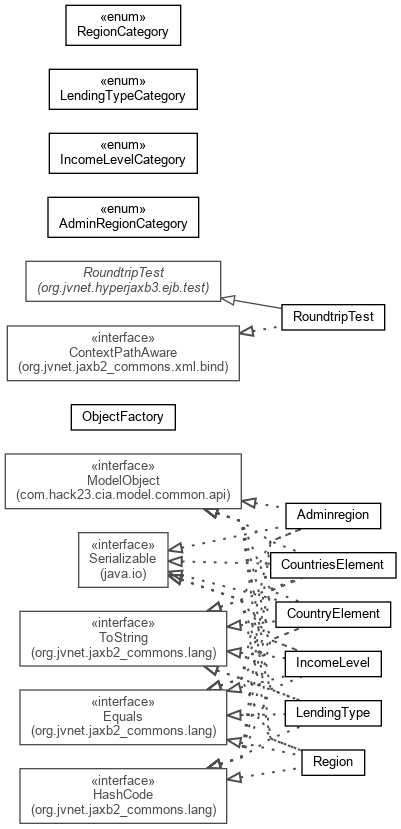 «enum»
RegionCategory
«enum»
LendingTypeCategory
«enum»
IncomeLevelCategory
«enum»
AdminRegionCategory
RoundtripTest
(org.jvnet.hyperjaxb3.ejb.test)
RoundtripTest
«interface»
ContextPathAware
(org.jvnet.jaxb2_commons.xml.bind)
ObjectFactory
«interface»
ModelObject
(com.hack23.cia.model.common.api)
Adminregion
«interface»
Serializable
(java.io)
CountriesElement
CountryElement
«interface»
ToString
(org.jvnet.jaxb2_commons.lang)
IncomeLevel
«interface»
Equals
(org.jvnet.jaxb2_commons.lang)
LendingType
Region
«interface»
HashCode
(org.jvnet.jaxb2_commons.lang)